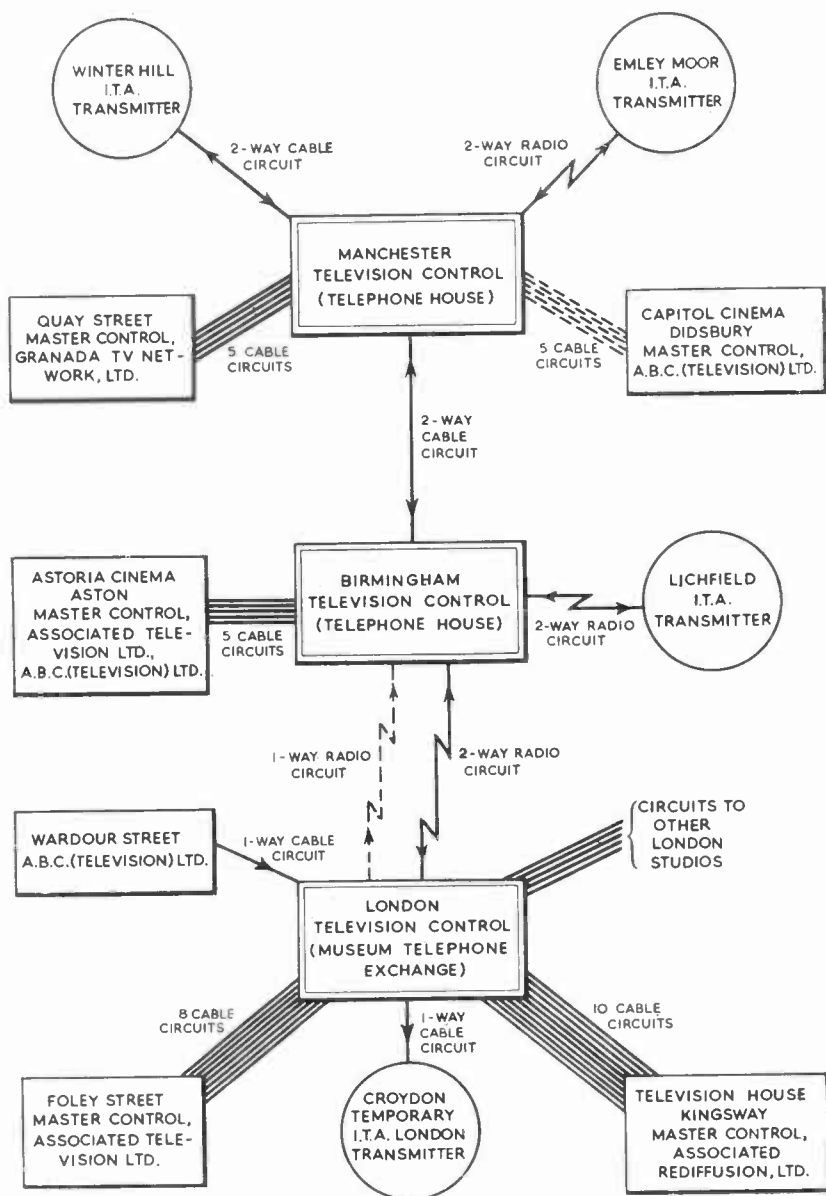 WINTER HILL
I.T.A.
TRANSMITTER
EMLEY MOOR
I.T.A.
TRANSMITTER
2-WAY CABLE
CIRCUIT
2-WAY RADIO
CIRCUIT
MANCHESTER
TELEVISION CONTROL
(TELEPHONE HOUSE)
QUAY STREET
MASTER CONTROL,
GRANADA TV NET-
WORK, LTD.
5 CABLE
CIRCUITS
5 CABLE
CIRCUITS
CAPITOL CINEMA
DIDSBURY
MASTER CONTROL,
A.B.C.(TELEVISION) LTD.
2-WAY
CABLE
CIRCUIT
ASTORIA CINEMA
ASTON
MASTER CONTROL,
ASSOCIATED TELE-
VISION LTD.,
A.B.C.(TELEVISION) LTD.
5 CABLE
CIRCUITS
BIRMINGHAM
TELEVISION CONTROL
(TELEPHONE HOUSE)
2-WAY RADIO
CIRCUIT
LICHFIELD
I.T.A.
TRANSMITTER
1-WAY RADIO
CIRCUIT
2-WAY RADIO
CIRCUIT
WARDOUR STREET
A.B.C.(TELEVISION) LTD.
1-WAY CABLE
CIRCUIT
CIRCUITS TO
OTHER
LONDON
STUDIOS
LONDON
TELEVISION CONTROL
(MUSEUM TELEPHONE
EXCHANGE)
8 CABLE
CIRCUITS
1-WAY
CABLE
CIRCUIT
10 CABLE
CIRCUITS
FOLEY STREET
MASTER CONTROL,
ASSOCIATED TELE-
VISION LTD.
CROYDON
TEMPORARY
I.T.A. LONDON
TRANSMITTER
TELEVISION HOUSE
KINGSWAY
MASTER CONTROL,
ASSOCIATED
REDIFFUSION, LTD.